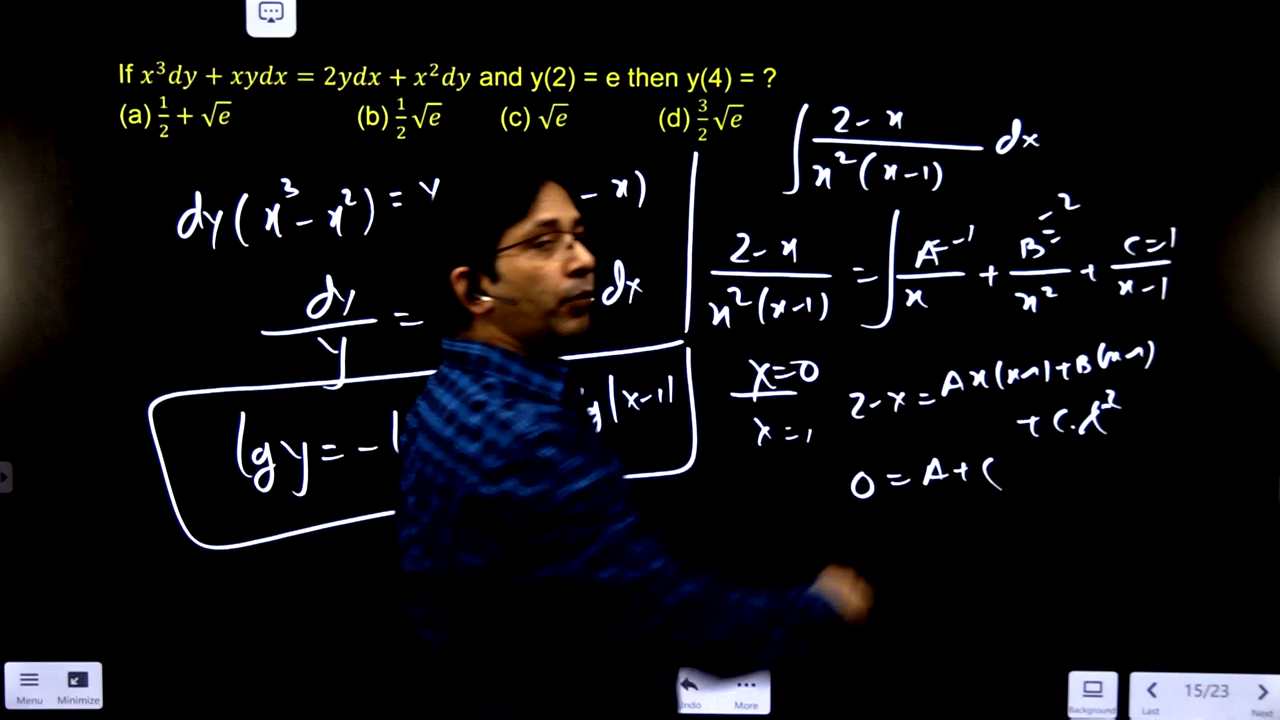 If x³dy + xydx = 2ydx + x²dy and y(2) = e then y(4) = ?
(a) 1/2 + √e (b) 1/2 √e (c) √e (d) 3/2 √e
∫ 2-x / x²(x-1) dx
dy(x³ - x²) = y - x)
dy/y = dx
lgy = -1 |x-1|
2-x / x²(x-1) = ∫ A=-1 / x + B=-2 / x² + C=1 / x-1
x=0
x=1
2-x = Ax(x-1) + B(x-1)
+ C.x²
0 = A + C
Menu
Minimize
More
Background
15/23
Last
Next